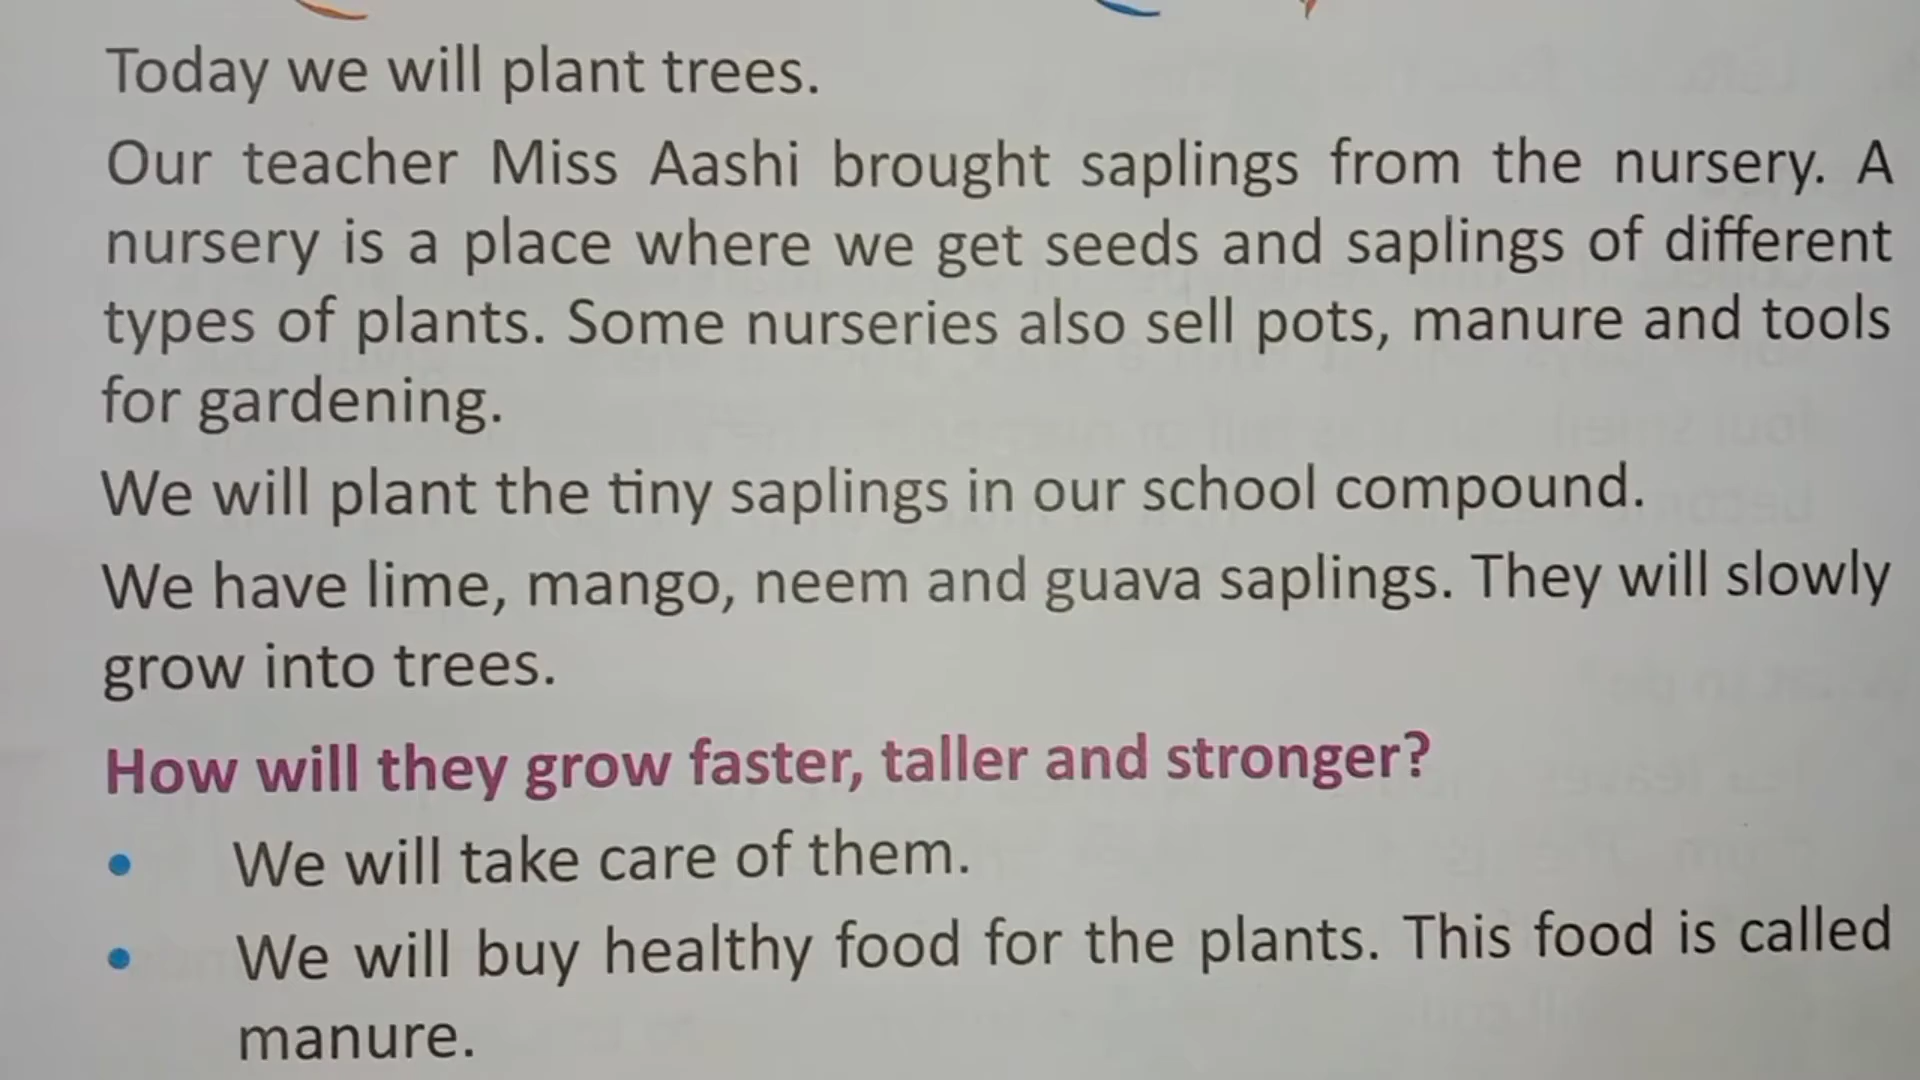 Today we will plant trees.
Our teacher Miss Aashi brought saplings from the nursery. A
nursery is a place where we get seeds and saplings of different
types of plants. Some nurseries also sell pots, manure and tools
for gardening.
We will plant the tiny saplings in our school compound.
We have lime, mango, neem and guava saplings. They will slowly
grow into trees.
How will they grow faster, taller and stronger?
• We will take care of them.
• We will buy healthy food for the plants. This food is called
manure.